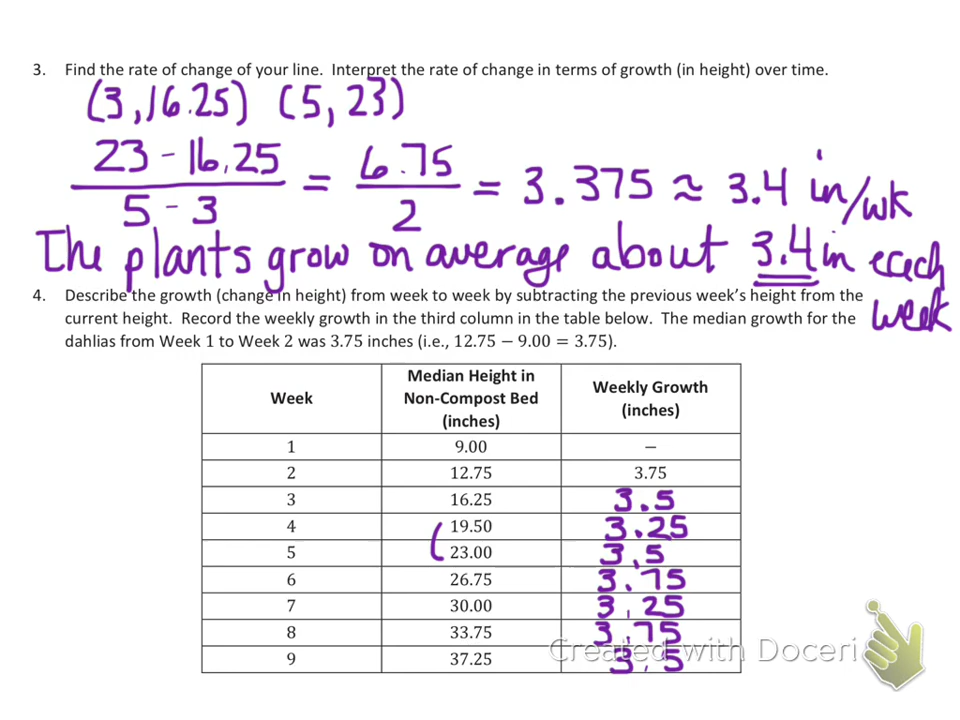 3. Find the rate of change of your line. Interpret the rate of change in terms of growth (in height) over time.
(3, 16.25) (5, 23)
23 - 16.25 / 5 - 3 = 6.75 / 2 = 3.375 ≈ 3.4 in/wk
The plants grow on average about 3.4 in each week
4. Describe the growth (change in height) from week to week by subtracting the previous week's height from the
current height. Record the weekly growth in the third column in the table below. The median growth for the
dahlias from Week 1 to Week 2 was 3.75 inches (i.e., 12.75 − 9.00 = 3.75).
Week Median Height in Non-Compost Bed (inches) Weekly Growth (inches)
1 9.00 –
2 12.75 3.75
3 16.25 3.5
4 19.50 3.25
5 23.00 3.5
6 26.75 3.75
7 30.00 3.25
8 33.75 3.75
9 37.25 3.5
Created with Doceri